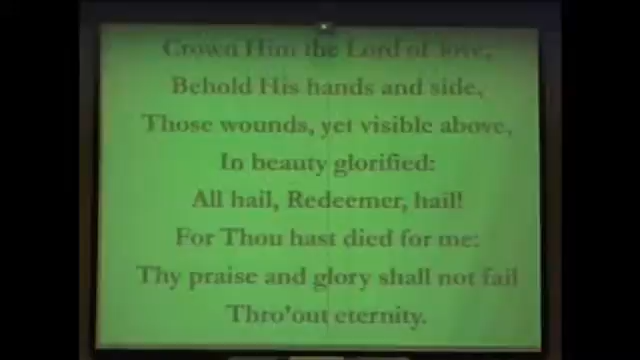 Crown Him the Lord of love,
Behold His hands and side,
Those wounds, yet visible above,
In beauty glorified:
All hail, Redeemer, hail!
For Thou hast died for me:
Thy praise and glory shall not fail
Thro'out eternity.